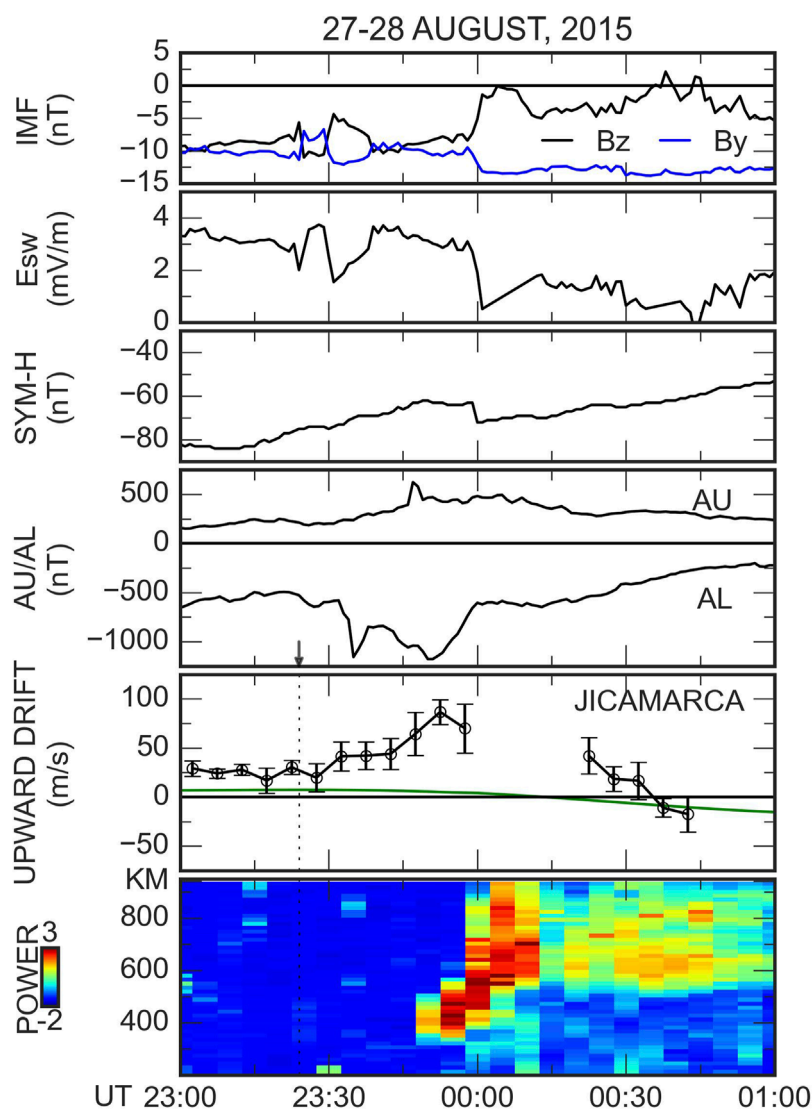 27-28 AUGUST, 2015
IMF
(nT)
5
0
−5
−10
−15
Bz
By
Esw
(mV/m)
4
2
0
SYM-H
(nT)
−40
−60
−80
AU/AL
(nT)
500
0
−500
−1000
AU
AL
UPWARD DRIFT
(m/s)
100
50
0
−50
JICAMARCA
KM
800
600
400
POWER
3
-2
UT 23:00 23:30 00:00 00:30 01:00